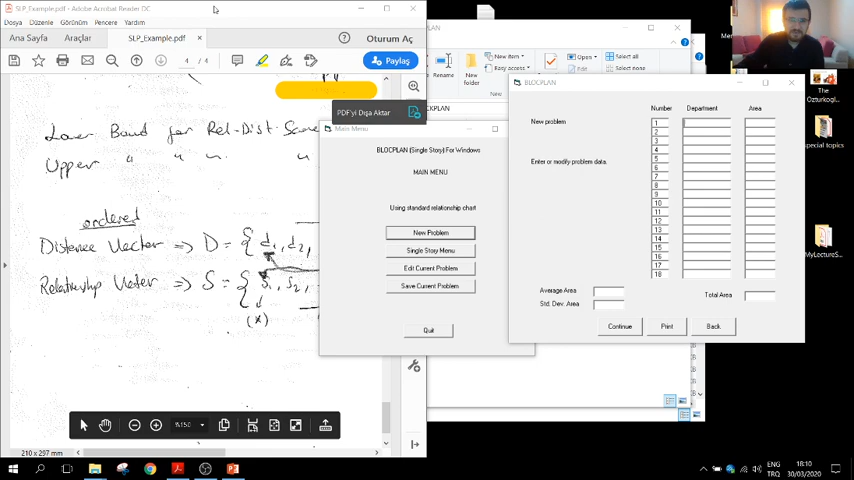 SLP_Example.pdf - Adobe Acrobat Reader DC
Dosya Düzenle Görünüm Pencere Yardım
Ana Sayfa Araçlar SLP_Example.pdf × Oturum Aç
4 / 4 Paylaş
PDF'yi Dışa Aktar
Lower Band for Rel-Dist-Score
Upper " " "
ordered
Distance Vector ⇒ D = { d1, d2,
Relationship Vector ⇒ S = { S1, S2,
(x)
%150
210 x 297 mm
Rename
New folder
New item
Easy access
New
Open
Select all
Select none
Main Menu
BLOCPLAN (Single Story) For Windows
MAIN MENU
Using standard relationship chart
New Problem
Single Story Menu
Edit Current Problem
Save Current Problem
Quit
BLOCPLAN
Number Department Area
New problem
Enter or modify problem data.
1
2
3
4
5
6
7
8
9
10
11
12
13
14
15
16
17
18
Average Area
Std. Dev. Area
Total Area
Continue Print Back
The Ozturkoglu
special topics
MyLectureS...
ENG
TRQ
18:10
30/03/2020